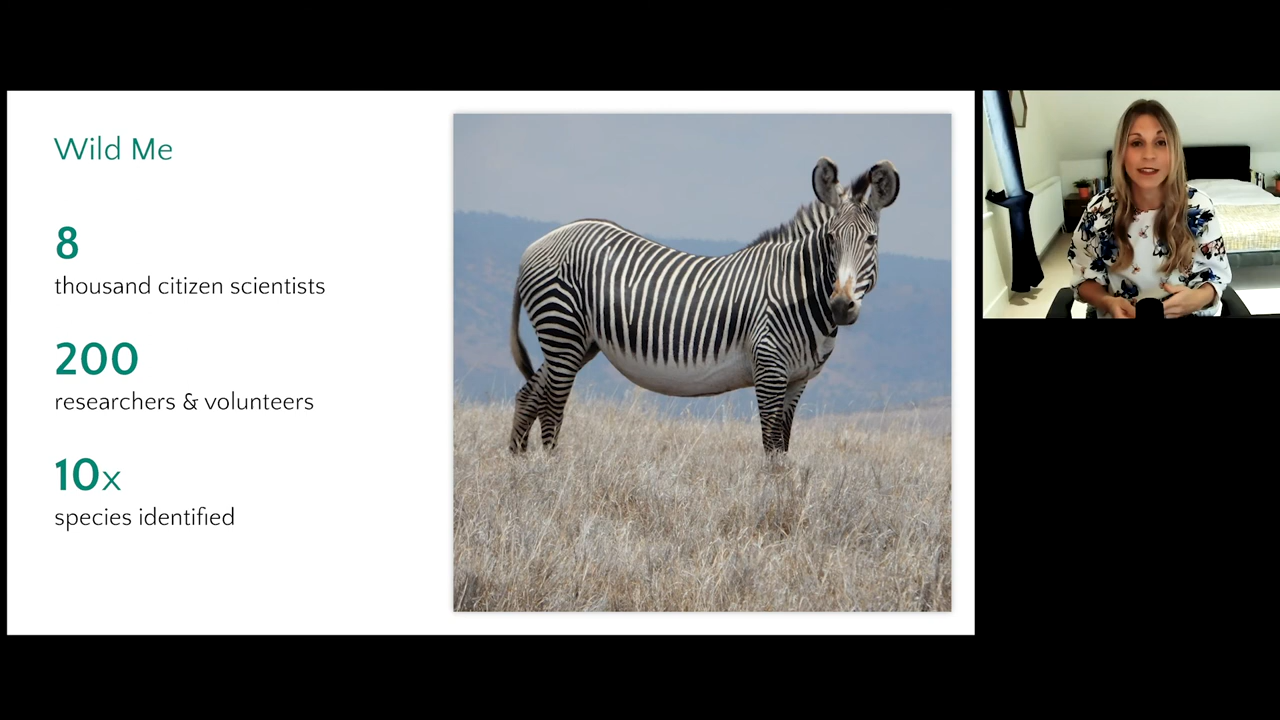 Wild Me
8
thousand citizen scientists
200
researchers & volunteers
10x
species identified